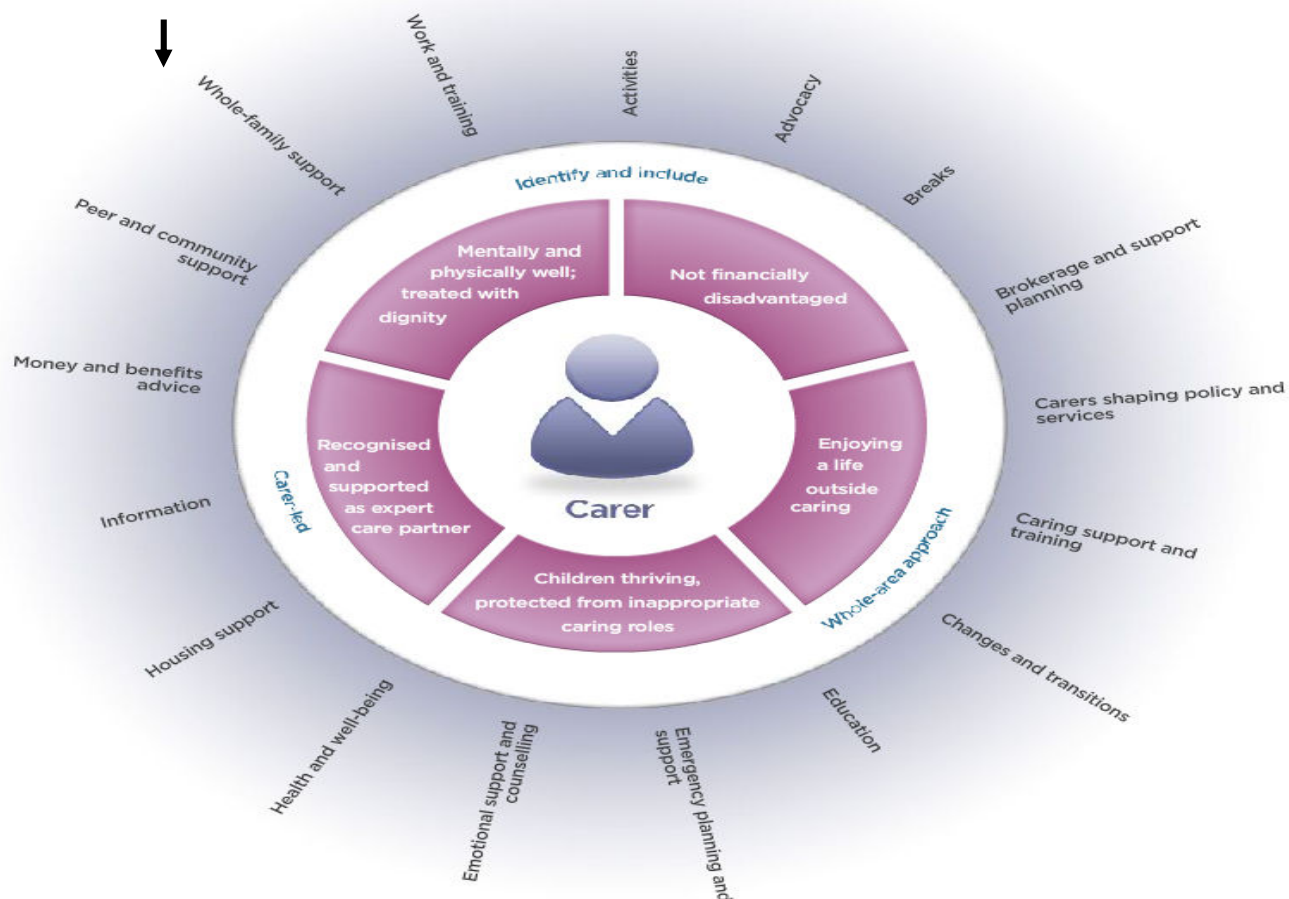 Activities
Advocacy
Breaks
Brokerage and support
planning
Carers shaping policy and
services
Caring support and
training
Changes and transitions
Education
Emergency planning and
support
Emotional support and
counselling
Health and well-being
Housing support
Information
Money and benefits
advice
Peer and community
support
Whole-family support
Work and training
Identify and include
Whole-area approach
Carer-led
Mentally and
physically well;
treated with
dignity
Not financially
disadvantaged
Enjoying
a life
outside
caring
Children thriving,
protected from inappropriate
caring roles
Recognised
and
supported
as expert
care partner
Carer